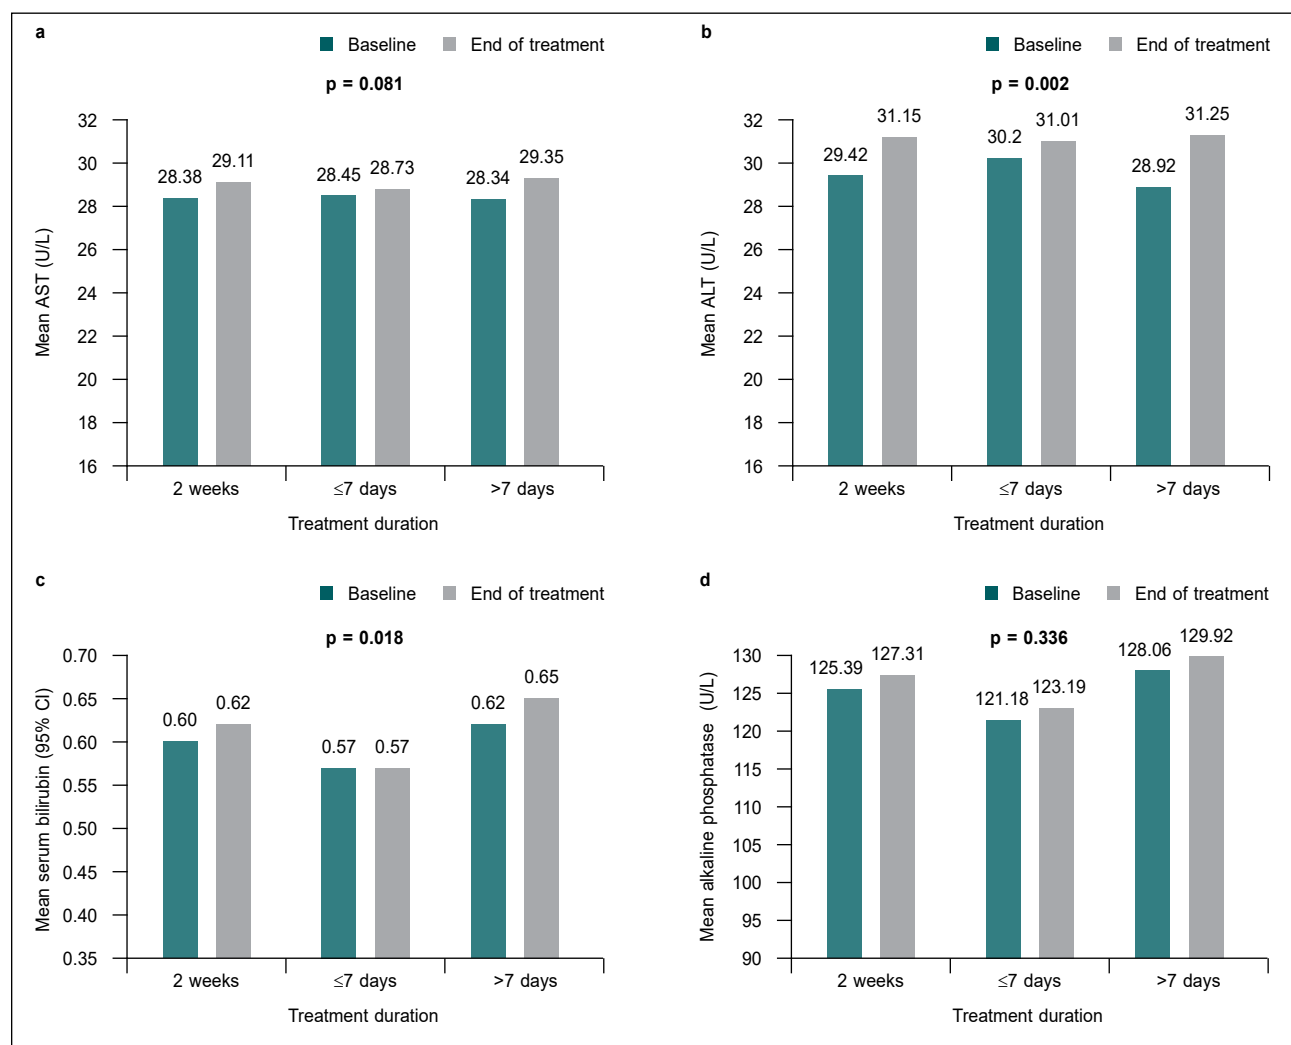 a
Baseline End of treatment
p = 0.081
Mean AST (U/L)
32
30
28
26
24
22
20
18
16
28.38 29.11 28.45 28.73 28.34 29.35
2 weeks ≤7 days >7 days
Treatment duration
b
Baseline End of treatment
p = 0.002
Mean ALT (U/L)
32
30
28
26
24
22
20
18
16
29.42 31.15 30.2 31.01 28.92 31.25
2 weeks ≤7 days >7 days
Treatment duration
c
Baseline End of treatment
p = 0.018
Mean serum bilirubin (95% CI)
0.70
0.65
0.60
0.55
0.50
0.45
0.40
0.35
0.60 0.62 0.57 0.57 0.62 0.65
2 weeks ≤7 days >7 days
Treatment duration
d
Baseline End of treatment
p = 0.336
Mean alkaline phosphatase (U/L)
130
125
120
115
110
105
100
95
90
125.39 127.31 121.18 123.19 128.06 129.92
2 weeks ≤7 days >7 days
Treatment duration